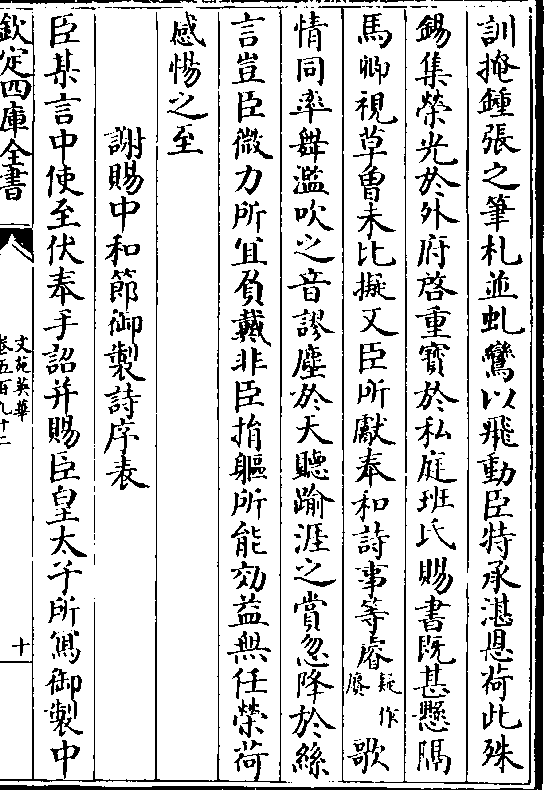 訓掩鍾張之筆札並虬鸞以飛動臣特承湛恩荷此殊
錫集榮光於外府啓重寳於私庭班氏賜書既甚懸隔
馬卿視草曽未比擬又臣所獻奉和詩事等睿疑作賡歌
情同率舞濫吹之音謬塵於天聽踰涯之賞忽降於絲
言豈臣微力所宜負戴非臣捐軀所能効益無任榮荷
感惕之至
謝賜中和節御製詩序表
臣某言中使至伏奉手詔并賜臣皇太子所寫御製中
欽定四庫全書
文苑英華
卷五百九十二
十